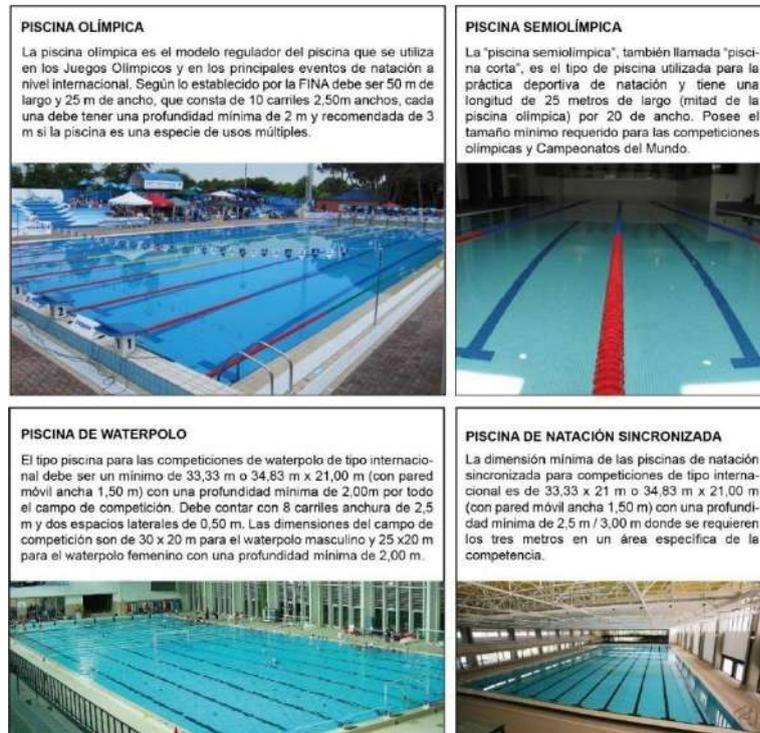 PISCINA OLÍMPICA
La piscina olímpica es el modelo regulador del piscina que se utiliza
en los Juegos Olímpicos y en los principales eventos de natación a
nivel internacional. Según lo establecido por la FINA debe ser 50 m de
largo y 25 m de ancho, que consta de 10 carriles 2,50m anchos, cada
una debe tener una profundidad mínima de 2 m y recomendada de 3
m si la piscina es una especie de usos múltiples.
1
2
1
PISCINA SEMIOLÍMPICA
La "piscina semiolímpica", también llamada "pisci-
na corta", es el tipo de piscina utilizada para la
práctica deportiva de natación y tiene una
longitud de 25 metros de largo (mitad de la
piscina olímpica) por 20 de ancho. Posee el
tamaño mínimo requerido para las competiciones
olímpicas y Campeonatos del Mundo.
PISCINA DE WATERPOLO
El tipo piscina para las competiciones de waterpolo de tipo internacio-
nal debe ser un mínimo de 33,33 m o 34,83 m x 21,00 m (con pared
móvil ancha 1,50 m) con una profundidad mínima de 2,00m por todo
el campo de competición. Debe contar con 8 carriles anchura de 2,5
m y dos espacios laterales de 0,50 m. Las dimensiones del campo de
competición son de 30 x 20 m para el waterpolo masculino y 25 x20 m
para el waterpolo femenino con una profundidad mínima de 2,00 m.
PISCINA DE NATACIÓN SINCRONIZADA
La dimensión mínima de las piscinas de natación
sincronizada para competiciones de tipo interna-
cional es de 33,33 x 21 m o 34,83 m x 21,00 m
(con pared móvil ancha 1,50 m) con una profundi-
dad mínima de 2,5 m / 3,00 m donde se requieren
los tres metros en un área específica de la
competencia.